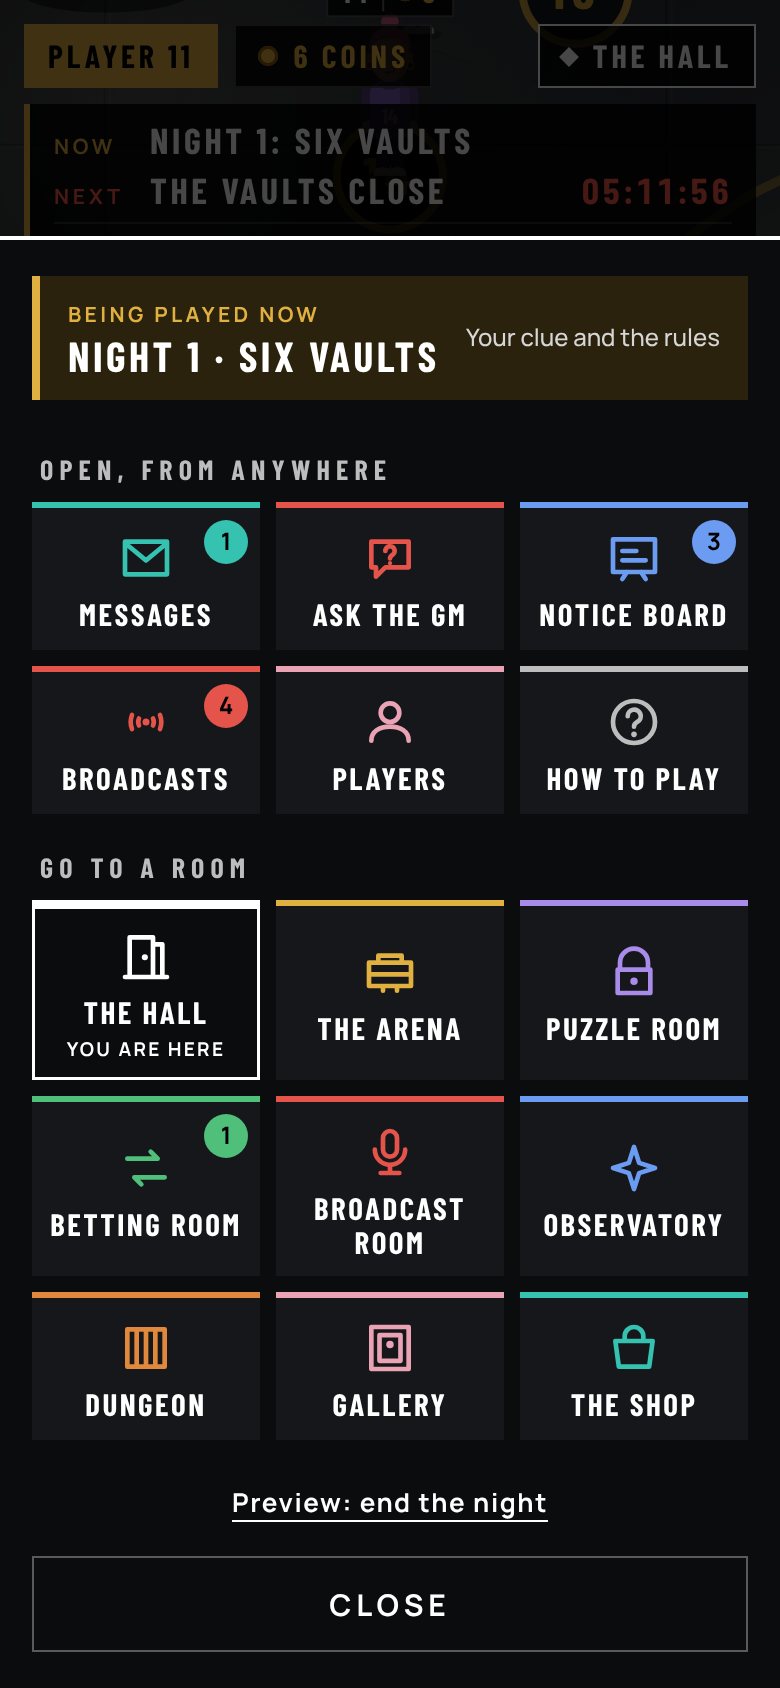 PLAYER 11
6 COINS
THE HALL
NOW NIGHT 1: SIX VAULTS
14
NEXT THE VAULTS CLOSE 05:11:56
BEING PLAYED NOW
NIGHT 1 · SIX VAULTS
Your clue and the rules
OPEN, FROM ANYWHERE
1
MESSAGES
ASK THE GM
3
NOTICE BOARD
4
BROADCASTS
PLAYERS
HOW TO PLAY
GO TO A ROOM
THE HALL
YOU ARE HERE
THE ARENA
PUZZLE ROOM
1
BETTING ROOM
BROADCAST
ROOM
OBSERVATORY
DUNGEON
GALLERY
THE SHOP
Preview: end the night
CLOSE